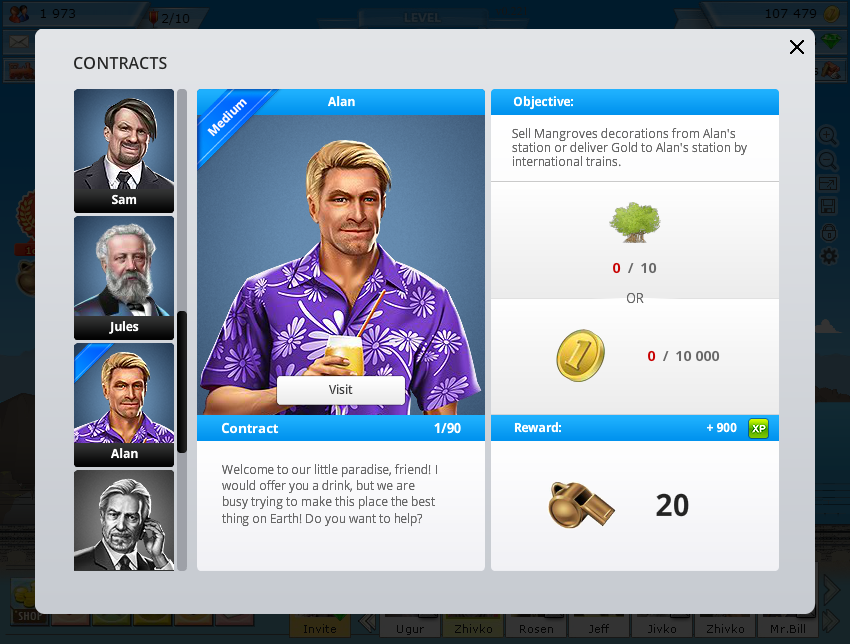 1 973
2/10
LEVEL
107 479
CONTRACTS
Sam
Jules
Alan
Medium
Alan
Visit
Contract 1/90
Welcome to our little paradise, friend! I
would offer you a drink, but we are
busy trying to make this place the best
thing on Earth! Do you want to help?
Objective:
Sell Mangroves decorations from Alan's
station or deliver Gold to Alan's station by
international trains.
0 / 10
OR
0 / 10 000
Reward: + 900 XP
20
SHOP
Invite
Ugur
Zhivko
Rosen
Jeff
Jivko
Zhivko
Mr.Bill